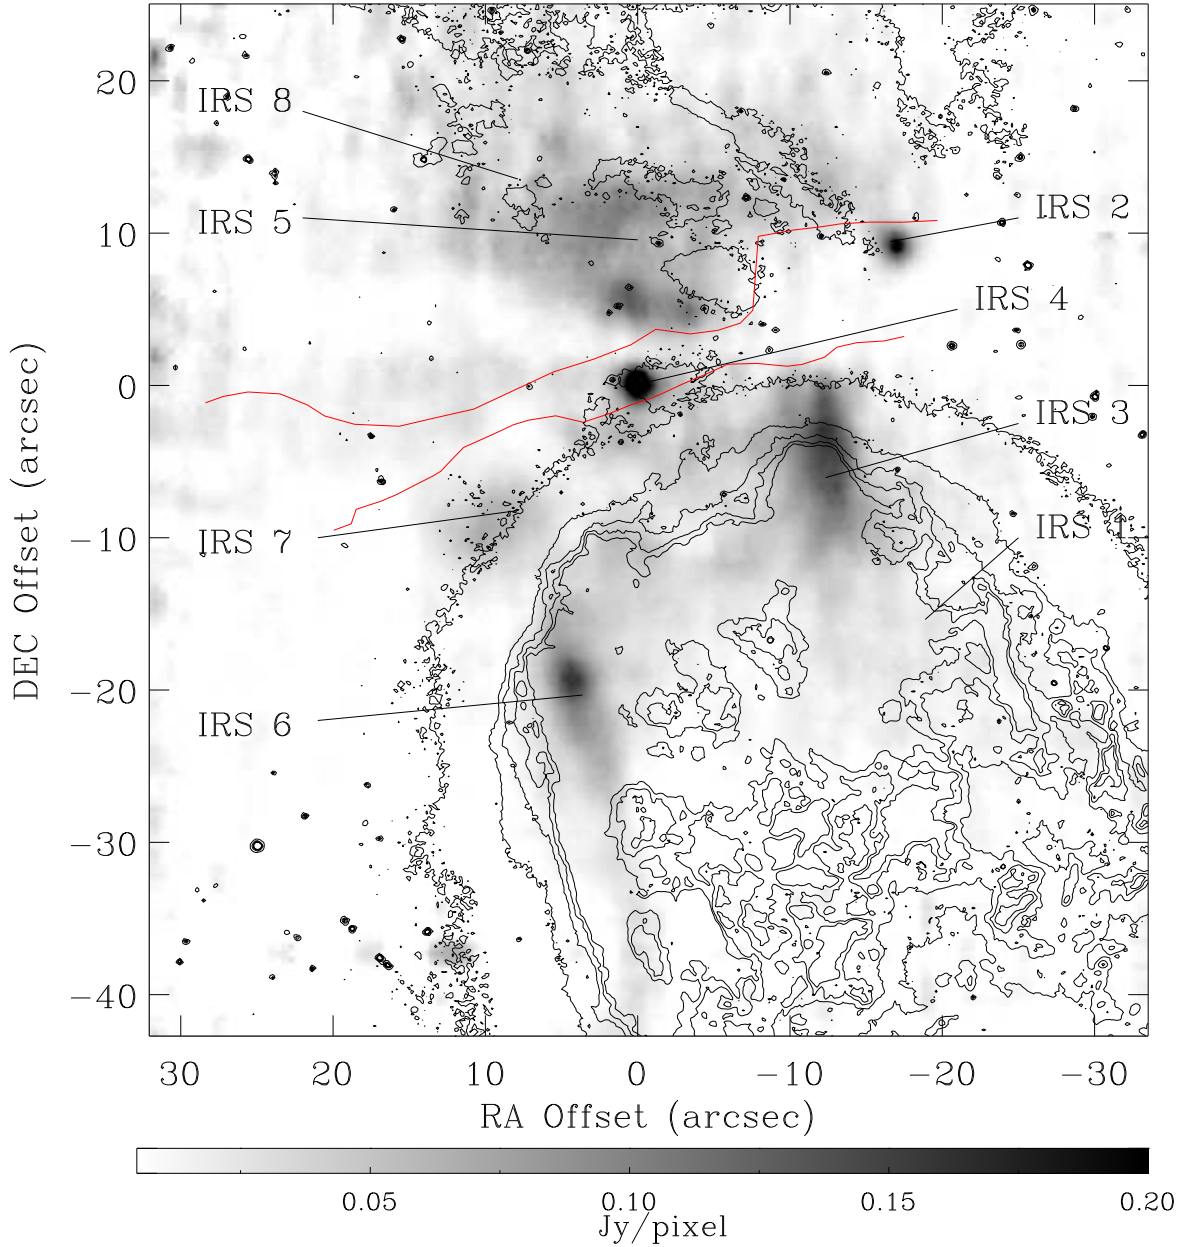 20
IRS 8
IRS 5
IRS 2
10
IRS 4
0
IRS 3
DEC Offset (arcsec)
IRS 7
IRS 1
−10
−20
IRS 6
−30
−40
30 20 10 0 −10 −20 −30
RA Offset (arcsec)
0.05 0.10 0.15 0.20
Jy/pixel